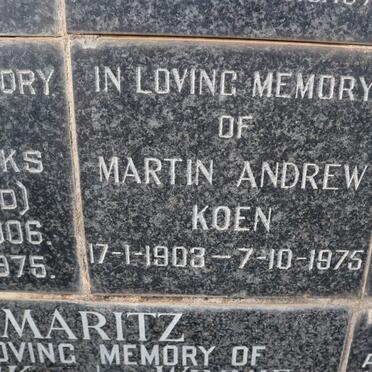 ORY
KS
D)
906.
975.
IN LOVING MEMORY
OF
MARTIN ANDREW
KOEN
17-1-1903 – 7-10-1975
MARITZ
OVING MEMORY OF